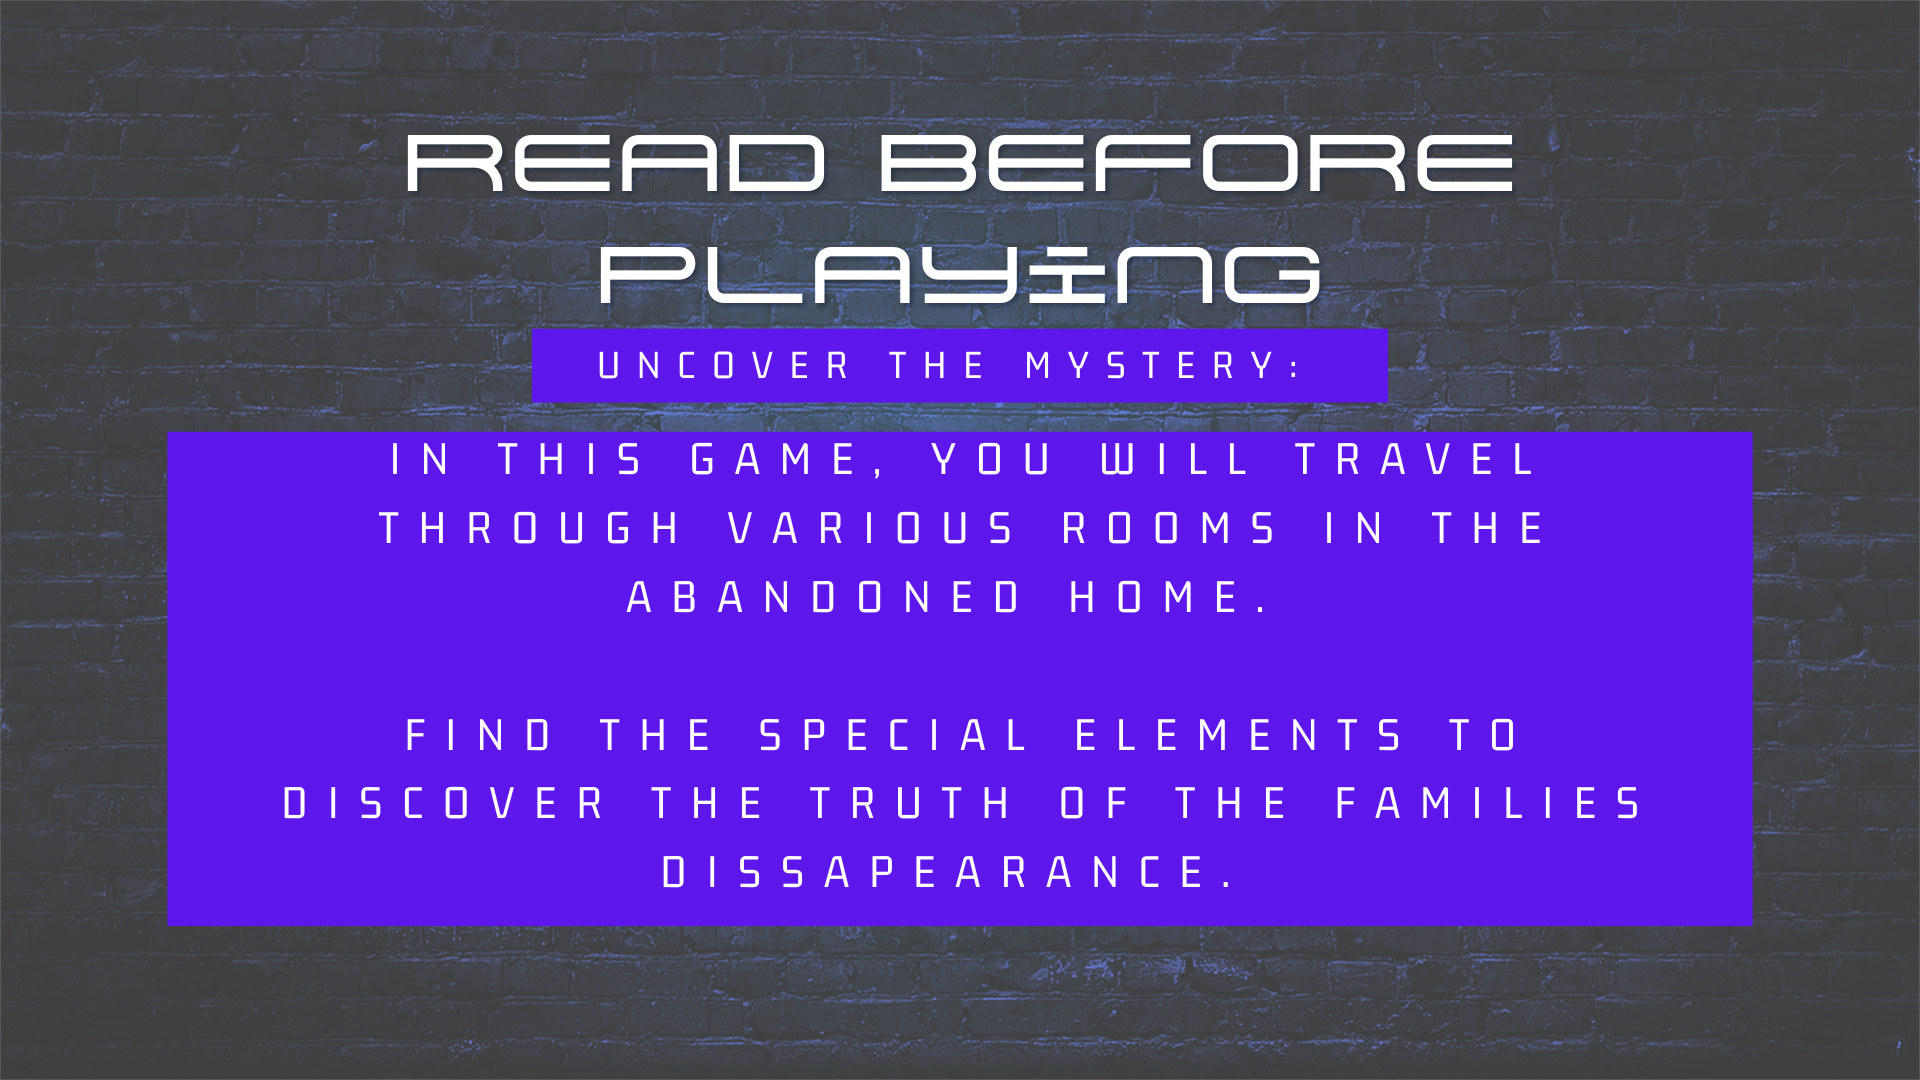 READ BEFORE
PLAYING
UNCOVER THE MYSTERY:
IN THIS GAME, YOU WILL TRAVEL
THROUGH VARIOUS ROOMS IN THE
ABANDONED HOME.
FIND THE SPECIAL ELEMENTS TO
DISCOVER THE TRUTH OF THE FAMILIES
DISSAPEARANCE.